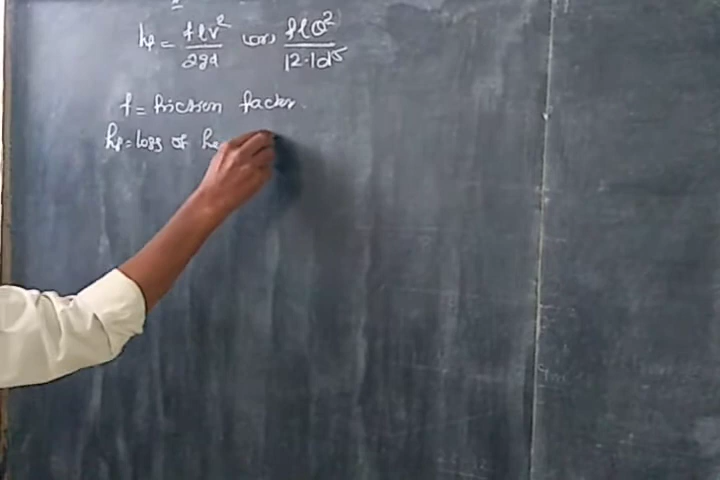 hf = flv²/2gd (or) flQ²/12.1d⁵
f = friction factor.
hf = loss of he